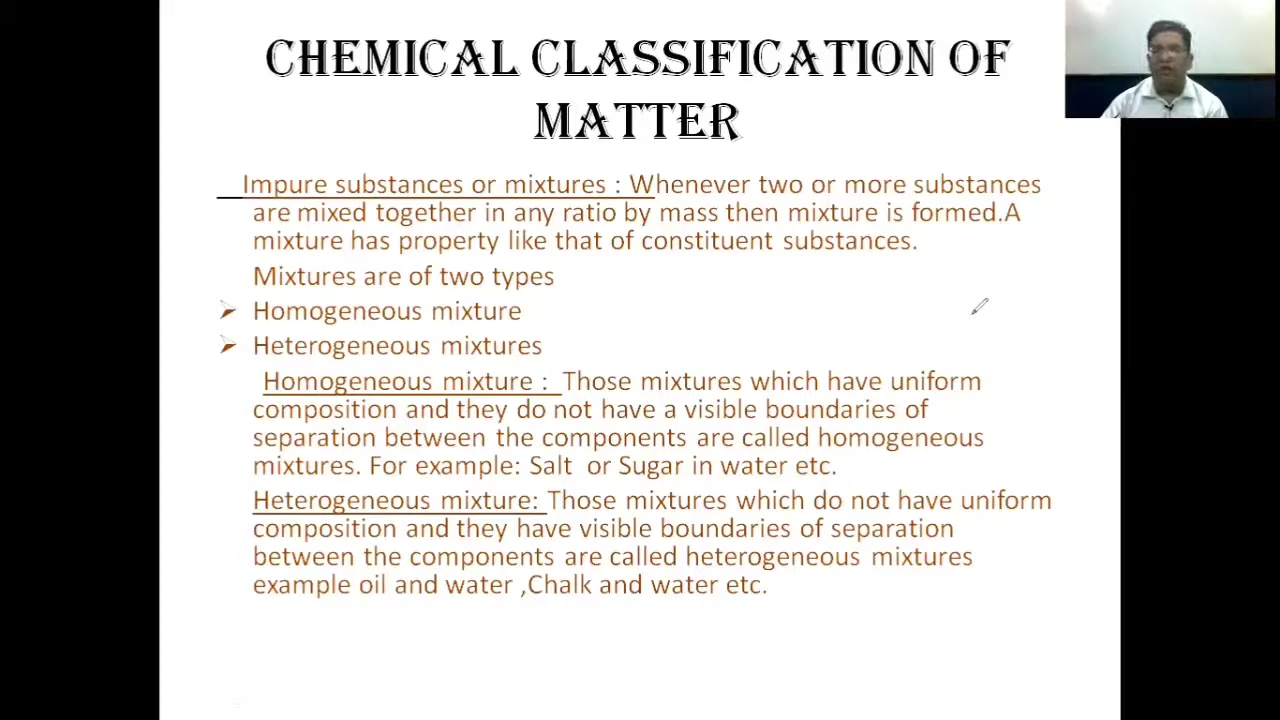 CHEMICAL CLASSIFICATION OF
MATTER
Impure substances or mixtures : Whenever two or more substances
are mixed together in any ratio by mass then mixture is formed.A
mixture has property like that of constituent substances.
Mixtures are of two types
Homogeneous mixture
Heterogeneous mixtures
Homogeneous mixture : Those mixtures which have uniform
composition and they do not have a visible boundaries of
separation between the components are called homogeneous
mixtures. For example: Salt or Sugar in water etc.
Heterogeneous mixture: Those mixtures which do not have uniform
composition and they have visible boundaries of separation
between the components are called heterogeneous mixtures
example oil and water ,Chalk and water etc.